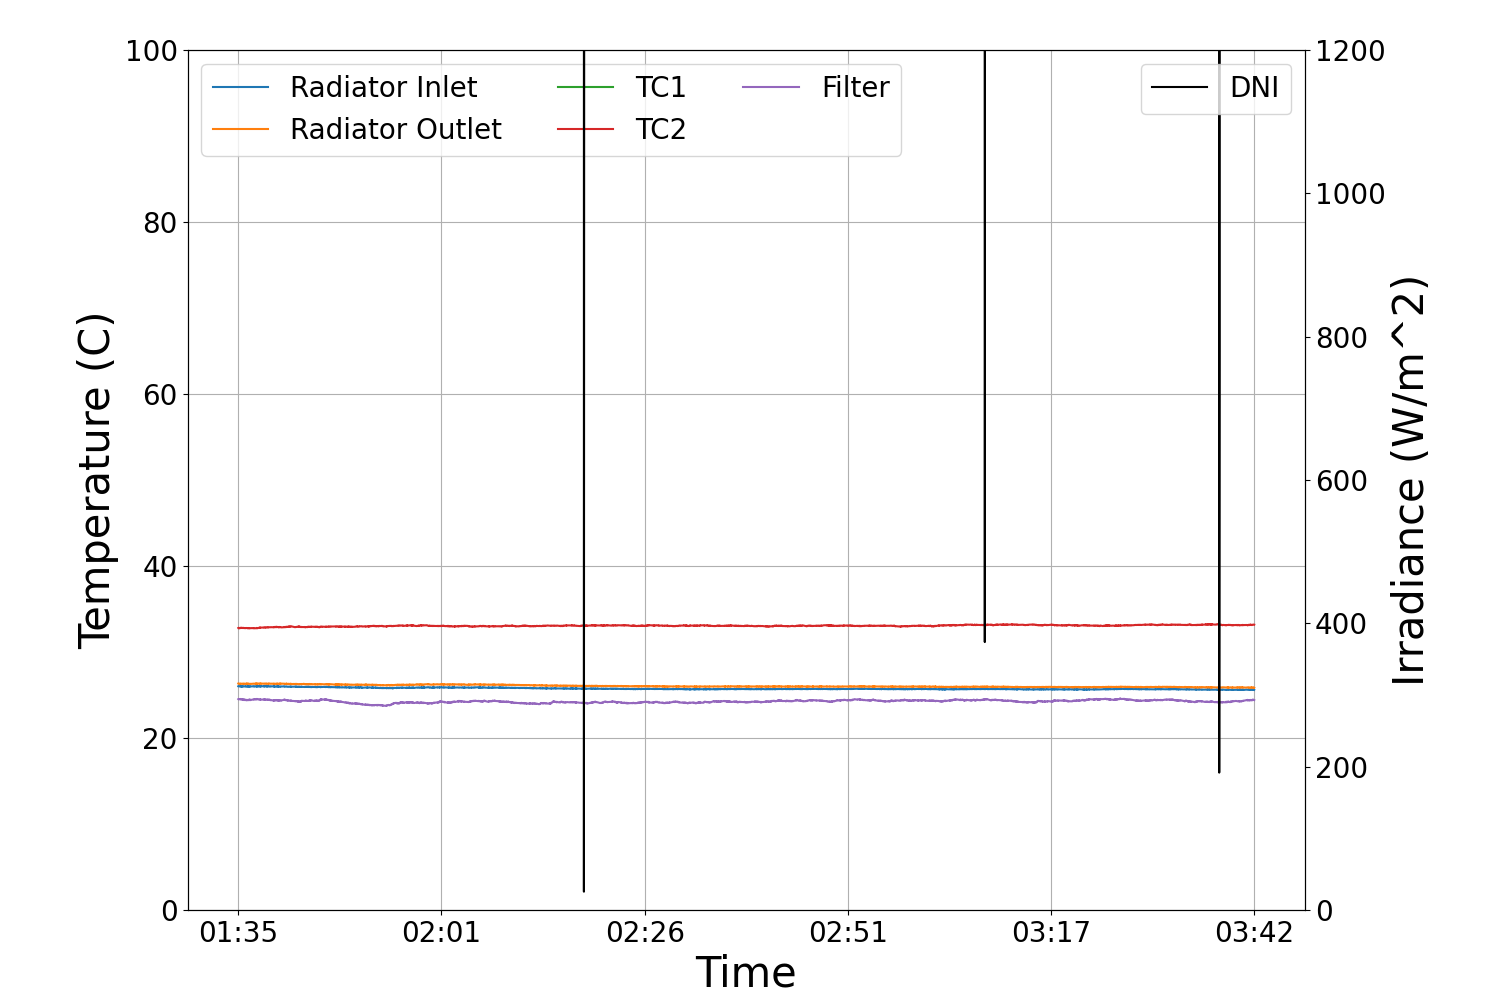 Radiator Inlet
Radiator Outlet
TC1
TC2
Filter
DNI
Temperature (C)
100
80
60
40
20
0
Irradiance (W/m^2)
1200
1000
800
600
400
200
0
01:35 02:01 02:26 02:51 03:17 03:42
Time